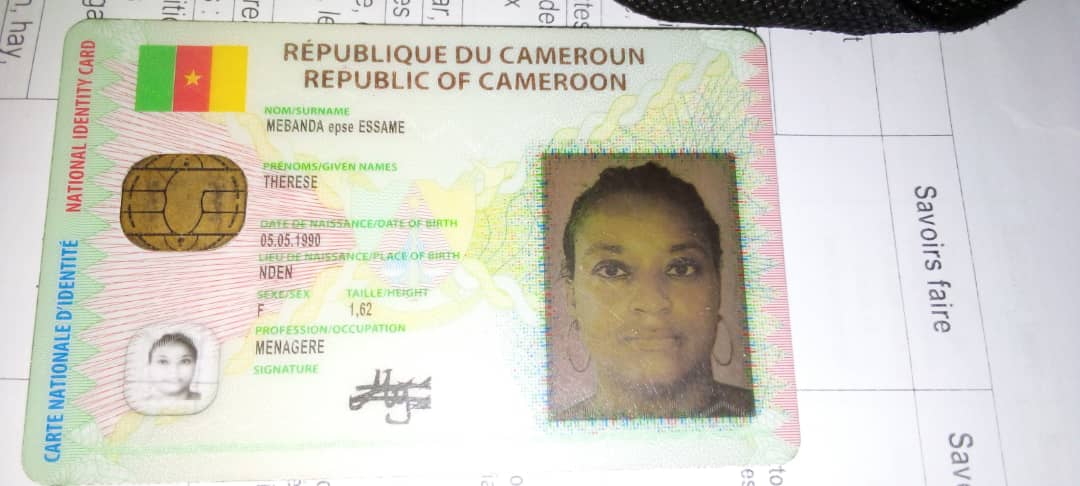 RÉPUBLIQUE DU CAMEROUN
REPUBLIC OF CAMEROON
NATIONAL IDENTITY CARD
CARTE NATIONALE D'IDENTITÉ
NOM/SURNAME
MEBANDA epse ESSAME
PRÉNOMS/GIVEN NAMES
THERESE
DATE DE NAISSANCE/DATE OF BIRTH
05.05.1990
LIEU DE NAISSANCE/PLACE OF BIRTH
NDEN
SEXE/SEX TAILLE/HEIGHT
F 1,62
PROFESSION/OCCUPATION
MENAGERE
SIGNATURE
Savoirs faire